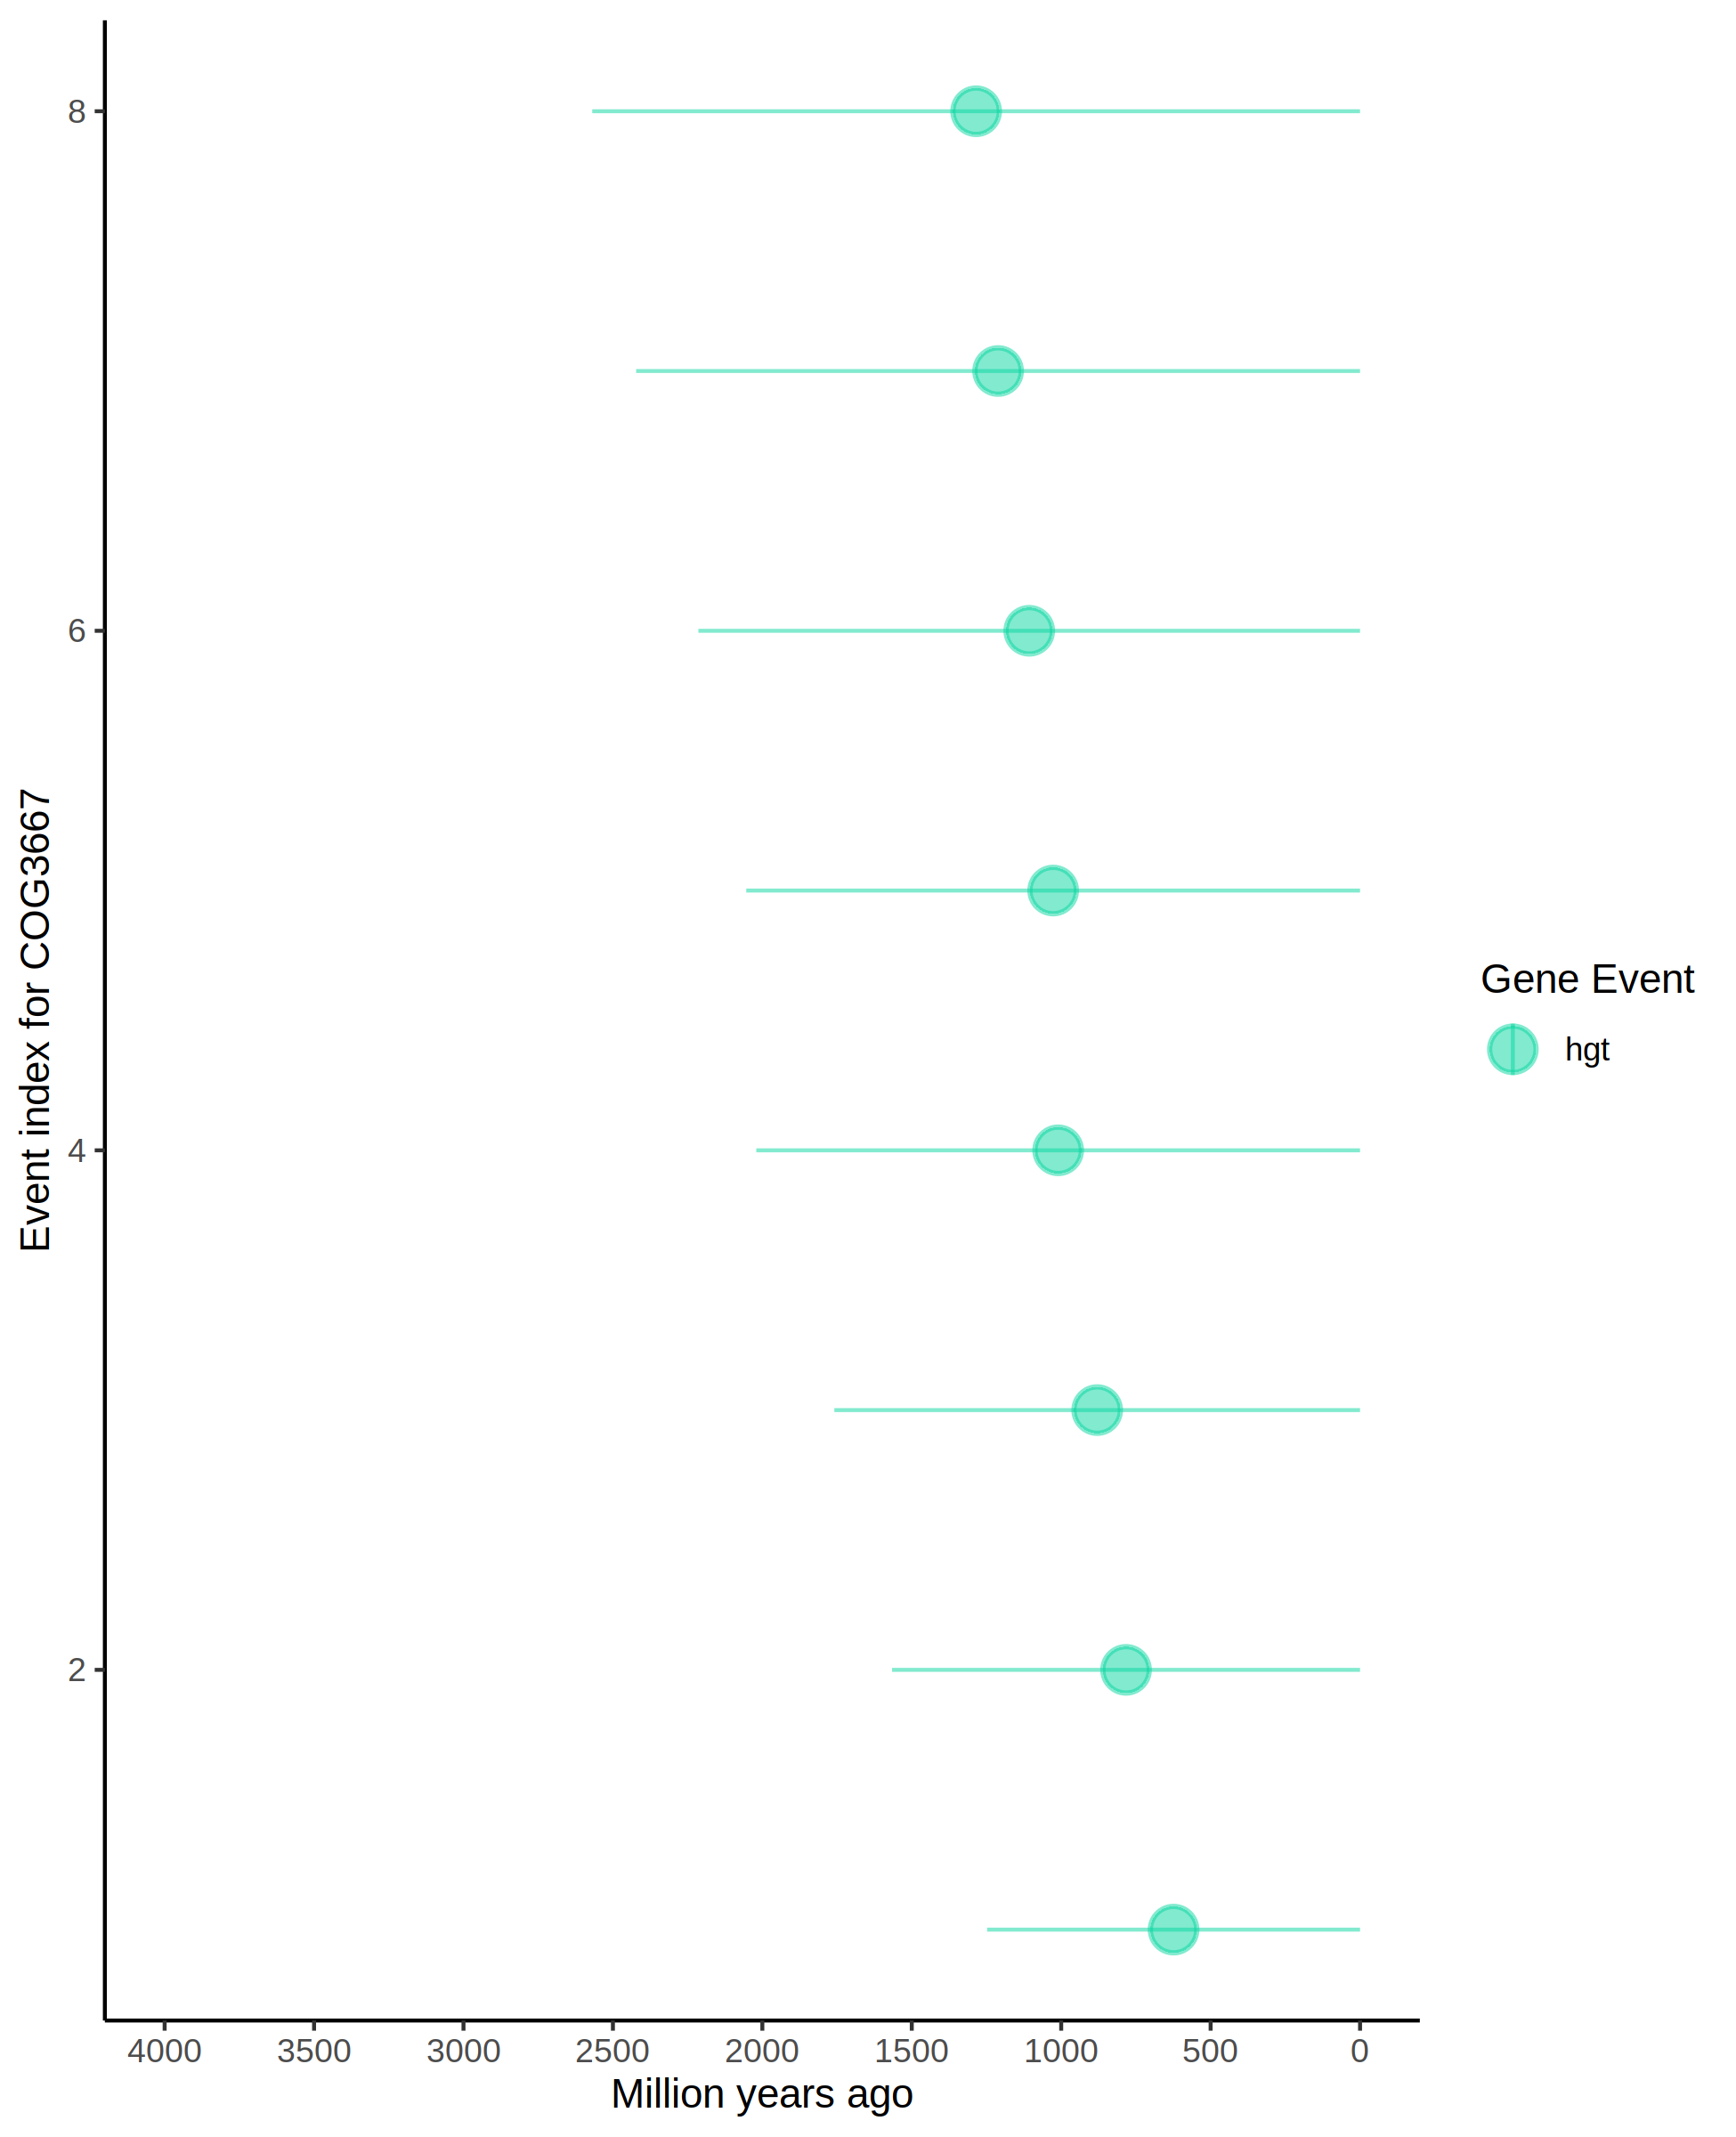 8
6
4
2
Event index for COG3667
4000 3500 3000 2500 2000 1500 1000 500 0
Million years ago
Gene Event
hgt